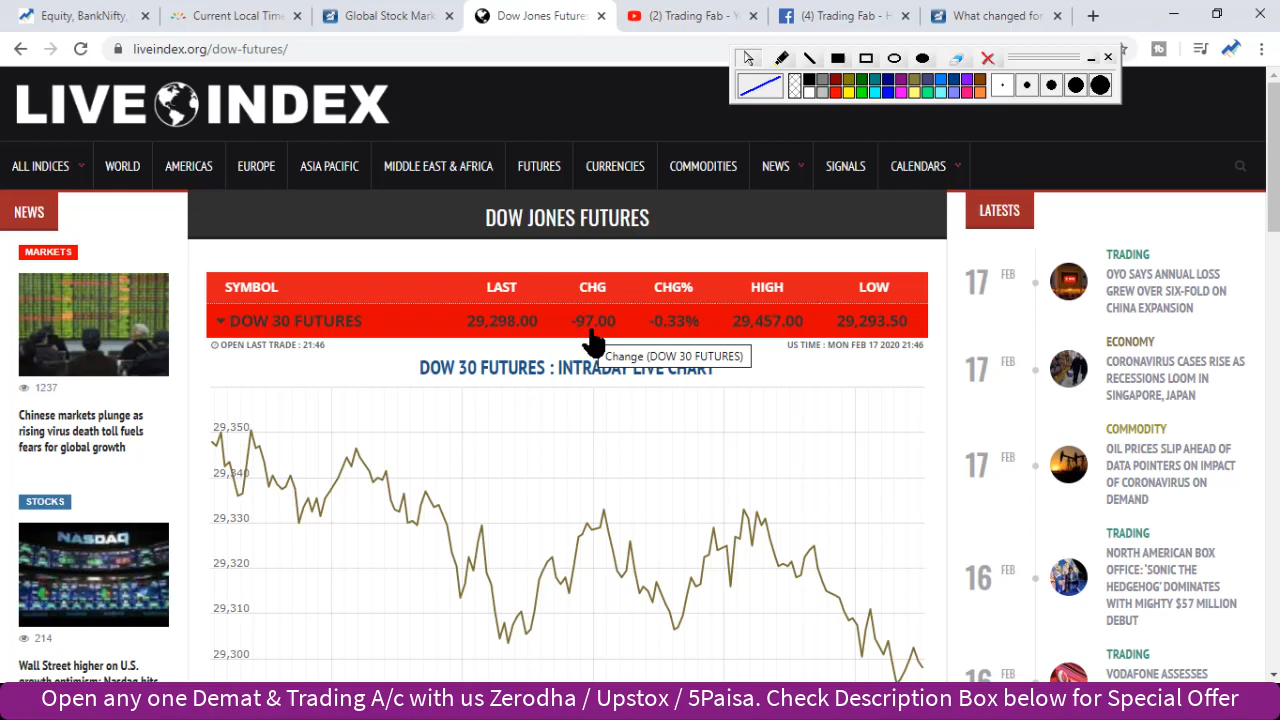 Equity, BankNifty,
Current Local Time
Global Stock Mark
Dow Jones Futures
(2) Trading Fab - Y
(4) Trading Fab - H
What changed for
liveindex.org/dow-futures/
LIVE INDEX
ALL INDICES
WORLD
AMERICAS
EUROPE
ASIA PACIFIC
MIDDLE EAST & AFRICA
FUTURES
CURRENCIES
COMMODITIES
NEWS
SIGNALS
CALENDARS
NEWS
MARKETS
1237
Chinese markets plunge as
rising virus death toll fuels
fears for global growth
STOCKS
NASDAQ
214
Wall Street higher on U.S.
DOW JONES FUTURES
SYMBOL LAST CHG CHG% HIGH LOW
DOW 30 FUTURES 29,298.00 -97.00 -0.33% 29,457.00 29,293.50
OPEN LAST TRADE : 21:46
US TIME : MON FEB 17 2020 21:46
Change (DOW 30 FUTURES)
DOW 30 FUTURES : INTRADAY LIVE CHART
29,350
29,340
29,330
29,320
29,310
29,300
LATESTS
17 FEB
TRADING
OYO SAYS ANNUAL LOSS
GREW OVER SIX-FOLD ON
CHINA EXPANSION
17 FEB
ECONOMY
CORONAVIRUS CASES RISE AS
RECESSIONS LOOM IN
SINGAPORE, JAPAN
17 FEB
COMMODITY
OIL PRICES SLIP AHEAD OF
DATA POINTERS ON IMPACT
OF CORONAVIRUS ON
DEMAND
16 FEB
TRADING
NORTH AMERICAN BOX
OFFICE: 'SONIC THE
HEDGEHOG' DOMINATES
WITH MIGHTY $57 MILLION
DEBUT
TRADING
VODAFONE ASSESSES
Open any one Demat & Trading A/c with us Zerodha / Upstox / 5Paisa. Check Description Box below for Special Offer